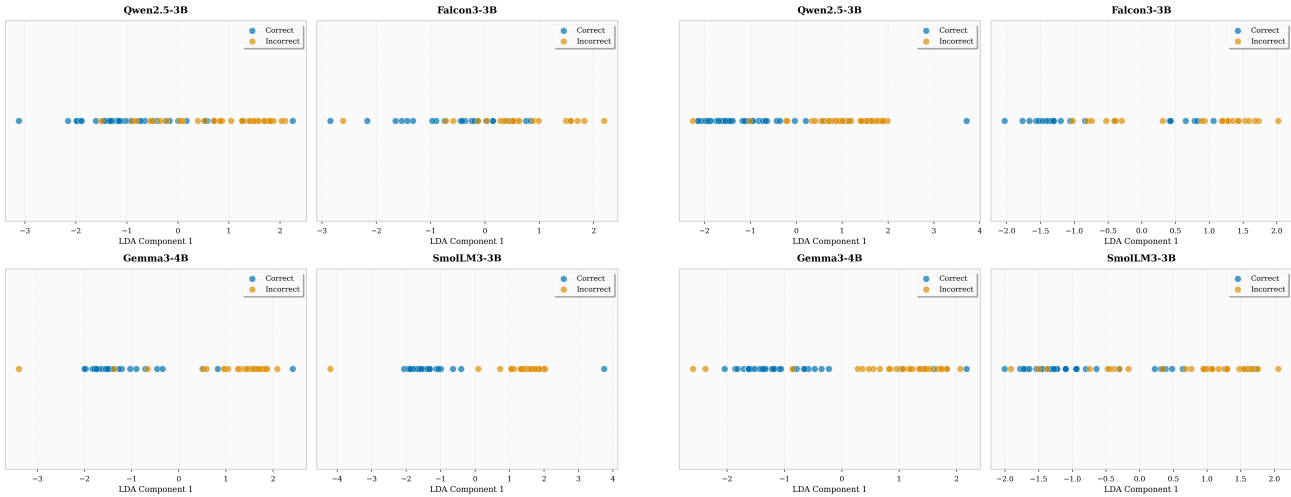 Qwen2.5-3B
Correct
Incorrect
−3 −2 −1 0 1 2
LDA Component 1
Falcon3-3B
Correct
Incorrect
−3 −2 −1 0 1 2
LDA Component 1
Qwen2.5-3B
Correct
Incorrect
−2 −1 0 1 2 3 4
LDA Component 1
Falcon3-3B
Correct
Incorrect
−2.0 −1.5 −1.0 −0.5 0.0 0.5 1.0 1.5 2.0
LDA Component 1
Gemma3-4B
Correct
Incorrect
−3 −2 −1 0 1 2
LDA Component 1
SmolLM3-3B
Correct
Incorrect
−4 −3 −2 −1 0 1 2 3 4
LDA Component 1
Gemma3-4B
Correct
Incorrect
−2 −1 0 1 2
LDA Component 1
SmolLM3-3B
Correct
Incorrect
−2.0 −1.5 −1.0 −0.5 0.0 0.5 1.0 1.5 2.0
LDA Component 1